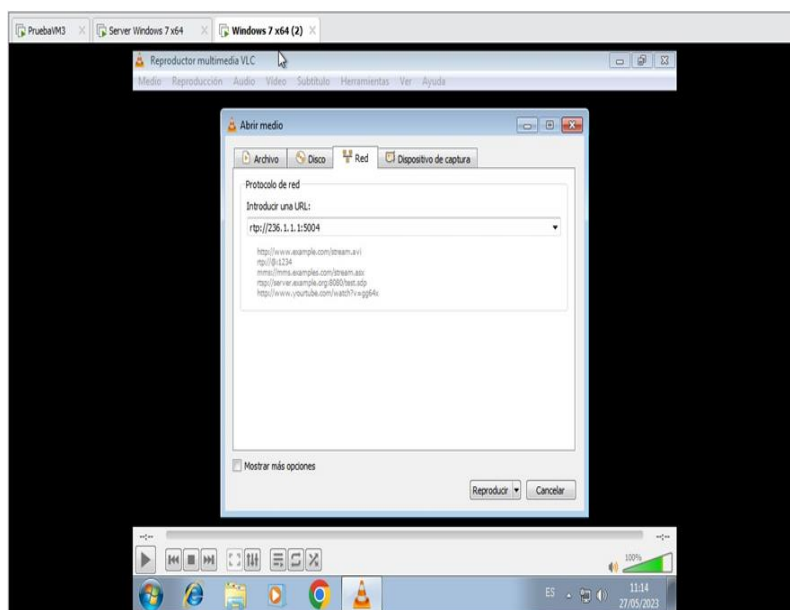 PruebaVM3
Server Windows 7 x64
Windows 7 x64 (2)
Reproductor multimedia VLC
Medio Reproducción Audio Vídeo Subtítulo Herramientas Ver Ayuda
Abrir medio
Archivo Disco Red Dispositivo de captura
Protocolo de red
Introducir una URL:
rtp://236.1.1.1:5004
http://www.example.com/stream.avi
rtp://@:1234
mms://mms.examples.com/stream.asx
rtsp://server.example.org:8080/test.sdp
http://www.yourtube.com/watch?v=gg64x
Mostrar más opciones
Reproducir Cancelar
--:-- --:--
100%
ES 11:14
27/05/2023